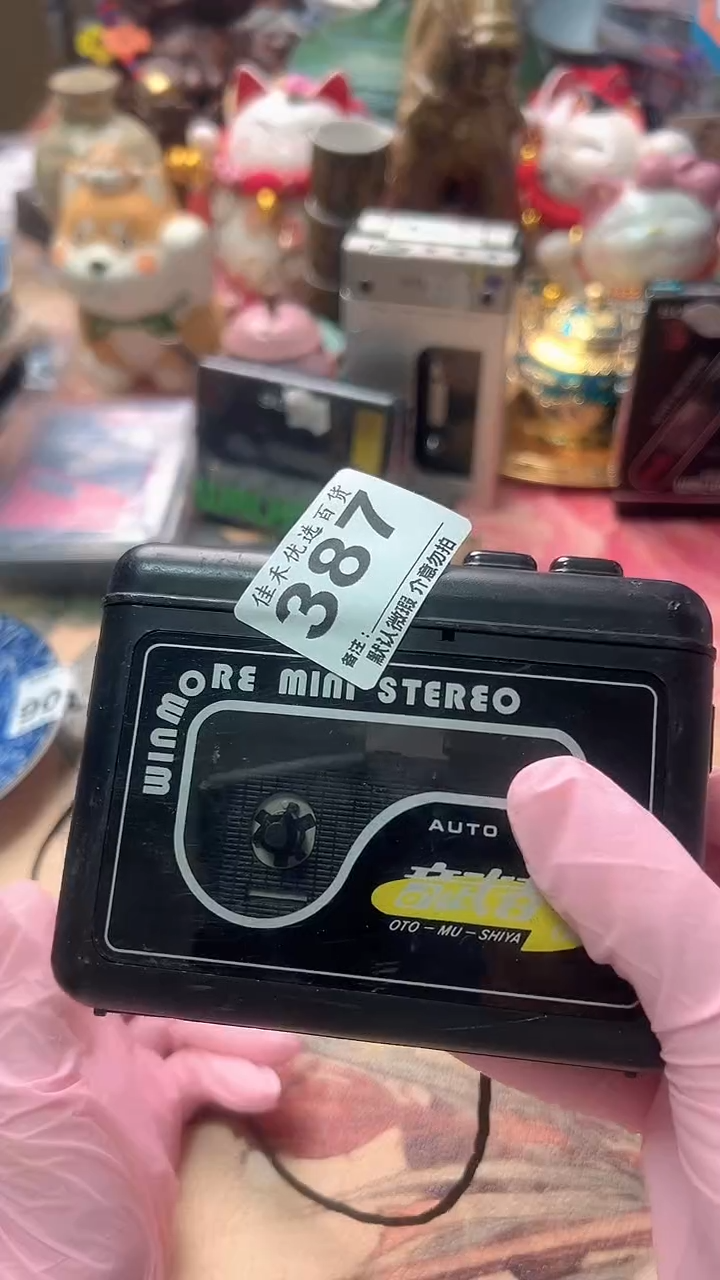 佳禾优选百货
387
备注：
默认微瑕 介意勿拍
WINMORE MINI STEREO
AUTO
OTO-MU-SHIYA
901